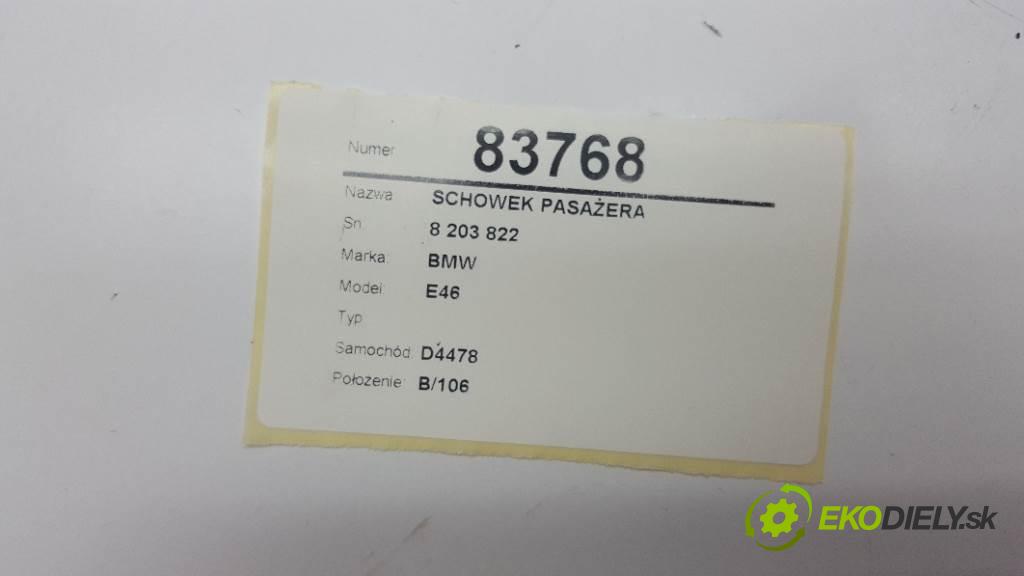 Numer 83768
Nazwa SCHOWEK PASAŻERA
Sn. 8 203 822
Marka: BMW
Model: E46
Typ
Samochód: D4478
Położenie: B/106
EKODIELY.sk